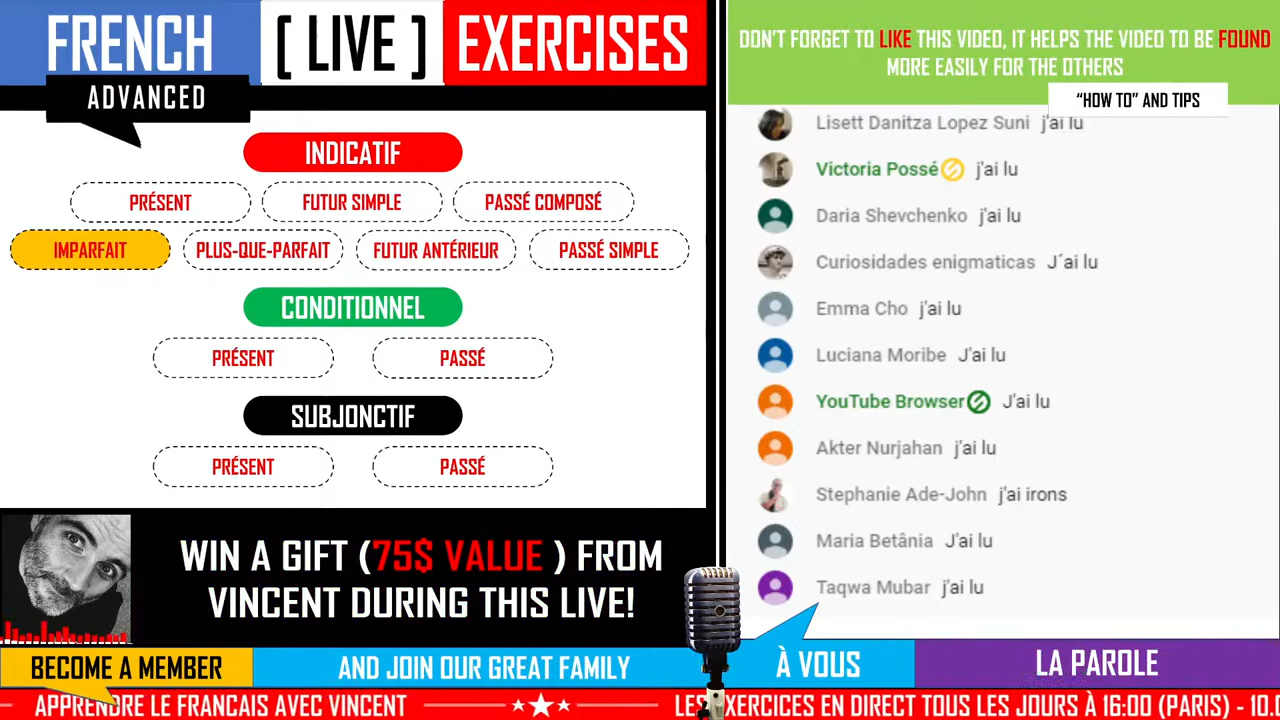 FRENCH [ LIVE ] EXERCISES
ADVANCED
INDICATIF
PRÉSENT FUTUR SIMPLE PASSÉ COMPOSÉ
IMPARFAIT PLUS-QUE-PARFAIT FUTUR ANTÉRIEUR PASSÉ SIMPLE
CONDITIONNEL
PRÉSENT PASSÉ
SUBJONCTIF
PRÉSENT PASSÉ
WIN A GIFT (75$ VALUE ) FROM
VINCENT DURING THIS LIVE!
DON'T FORGET TO LIKE THIS VIDEO, IT HELPS THE VIDEO TO BE FOUND
MORE EASILY FOR THE OTHERS
“HOW TO” AND TIPS
Lisett Danitza Lopez Suni j'ai lu
Victoria Possé j'ai lu
Daria Shevchenko j'ai lu
Curiosidades enigmaticas J´ai lu
Emma Cho j'ai lu
Luciana Moribe J'ai lu
YouTube Browser J'ai lu
Akter Nurjahan j'ai lu
Stephanie Ade-John j'ai irons
Maria Betânia J'ai lu
Taqwa Mubar j'ai lu
BECOME A MEMBER AND JOIN OUR GREAT FAMILY À VOUS LA PAROLE
APPRENDRE LE FRANCAIS AVEC VINCENT LES EXERCICES EN DIRECT TOUS LES JOURS À 16:00 (PARIS) - 10.0